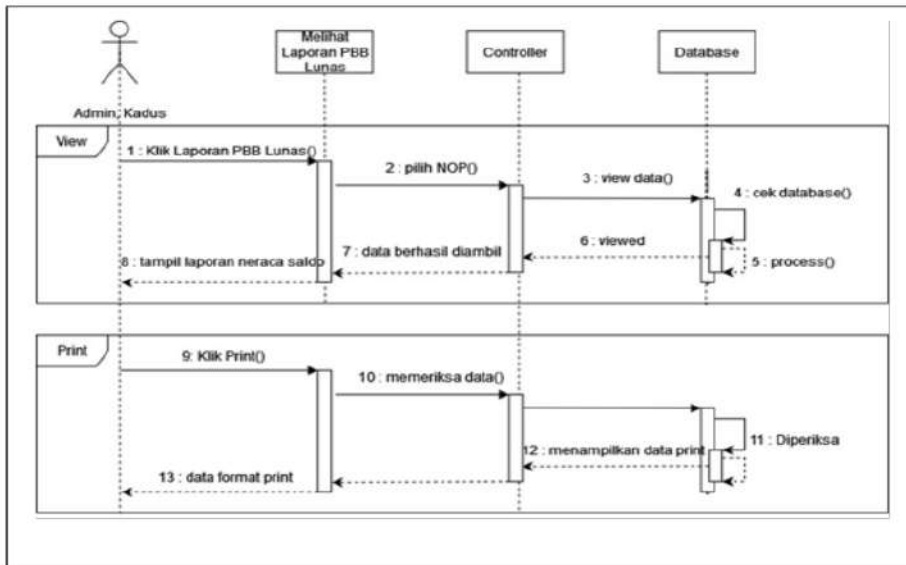 Melihat
Laporan PBB
Lunas
Controller
Database
Admin, Kadus
View
1 : Klik Laporan PBB Lunas()
2 : pilih NOP()
3 : view data()
4 : cek database()
5 : process()
6 : viewed
7 : data berhasil diambil
8 : tampil laporan neraca saldo
Print
9: Klik Print()
10 : memeriksa data()
11 : Diperiksa
12 : menampilkan data print
13 : data format print